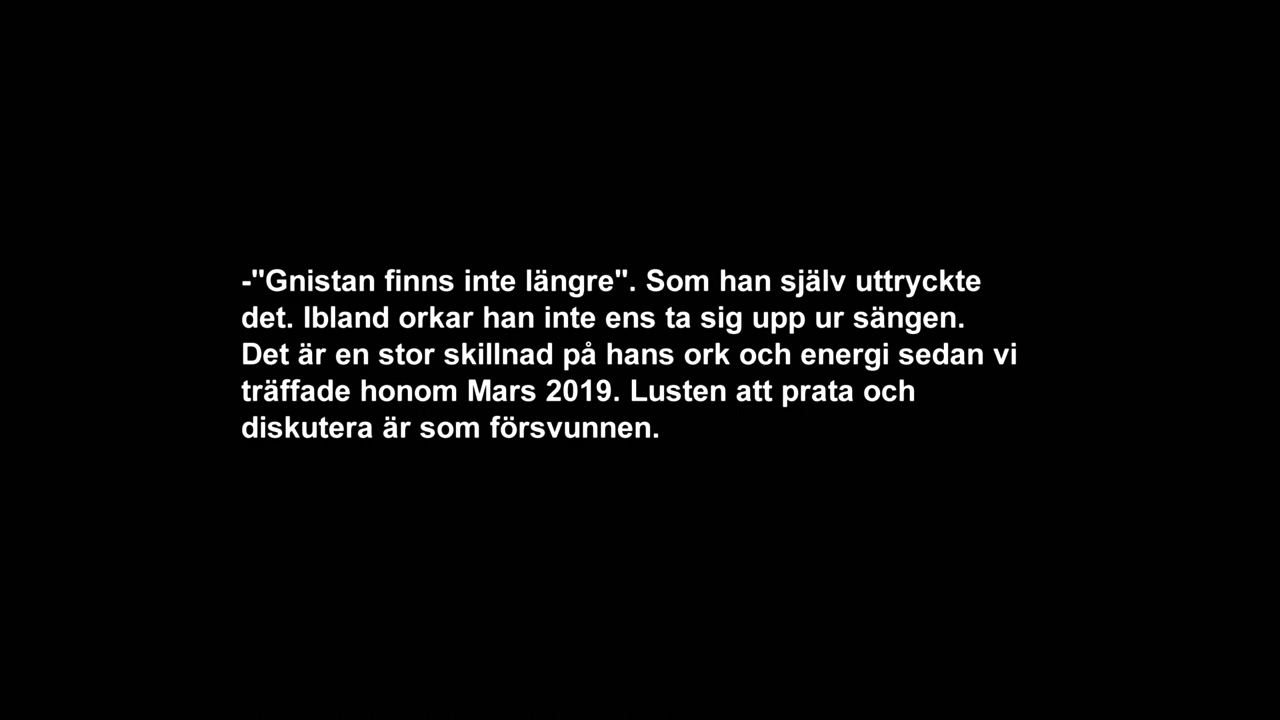 -"Gnistan finns inte längre". Som han själv uttryckte
det. Ibland orkar han inte ens ta sig upp ur sängen.
Det är en stor skillnad på hans ork och energi sedan vi
träffade honom Mars 2019. Lusten att prata och
diskutera är som försvunnen.